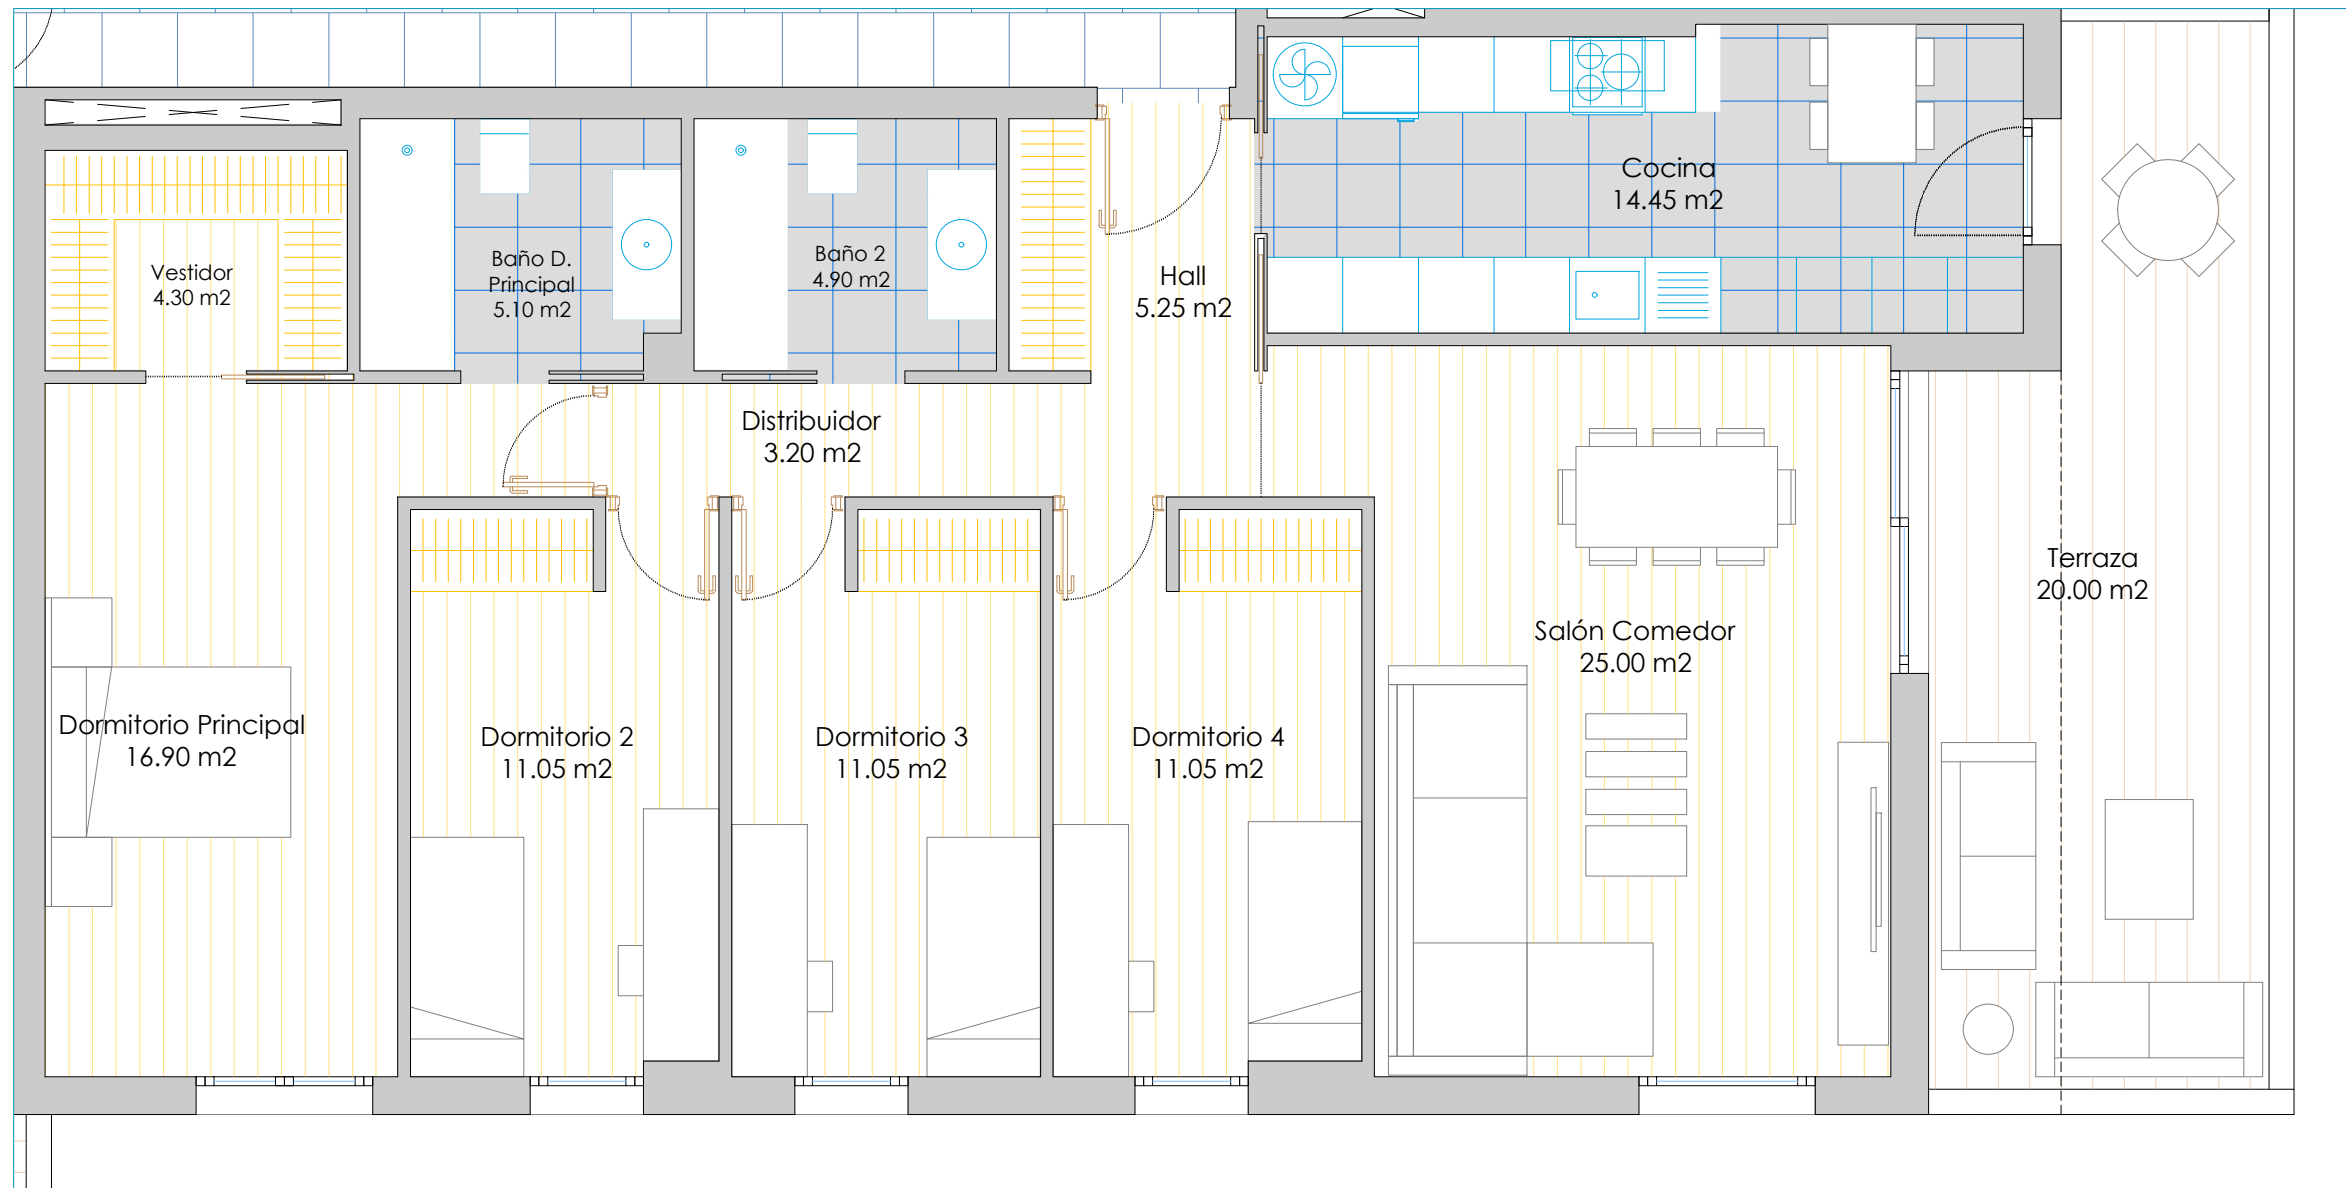 Cocina
14.45 m2
Vestidor
4.30 m2
Baño D.
Principal
5.10 m2
Baño 2
4.90 m2
Hall
5.25 m2
Distribuidor
3.20 m2
Terraza
20.00 m2
Salón Comedor
25.00 m2
Dormitorio Principal
16.90 m2
Dormitorio 2
11.05 m2
Dormitorio 3
11.05 m2
Dormitorio 4
11.05 m2